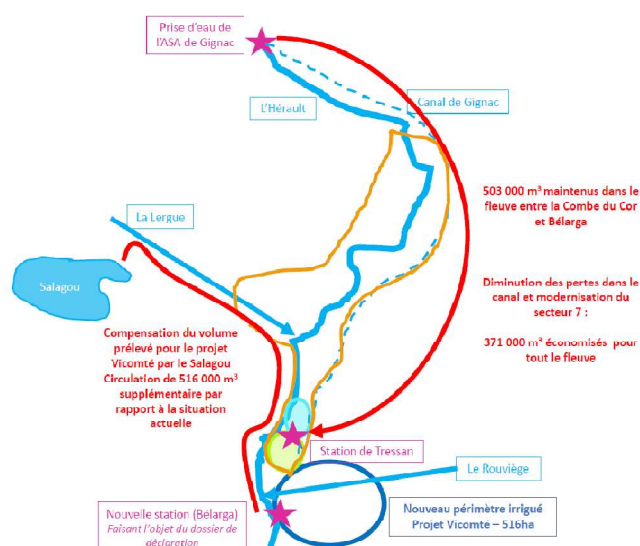 Prise d'eau de
l'ASA de Gignac
L'Hérault
Canal de Gignac
503 000 m³ maintenus dans le
fleuve entre la Combe du Cor
et Bélarga
La Lergue
Salagou
Diminution des pertes dans le
canal et modernisation du
secteur 7 :
371 000 m³ économisés pour
tout le fleuve
Compensation du volume
prélevé pour le projet
Vicomté par le Salagou
Circulation de 516 000 m³
supplémentaire par
rapport à la situation
actuelle
Station de Tressan
Le Rouviège
Nouvelle station (Bélarga)
Faisant l'objet du dossier de
déclaration
Nouveau périmètre irrigué
Projet Vicomté – 516ha